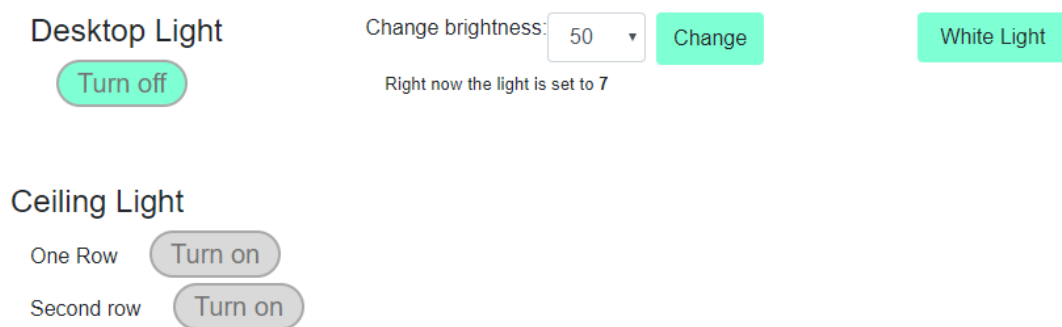 Desktop Light
Change brightness: 50 Change
White Light
Turn off
Right now the light is set to 7
Ceiling Light
One Row Turn on
Second row Turn on